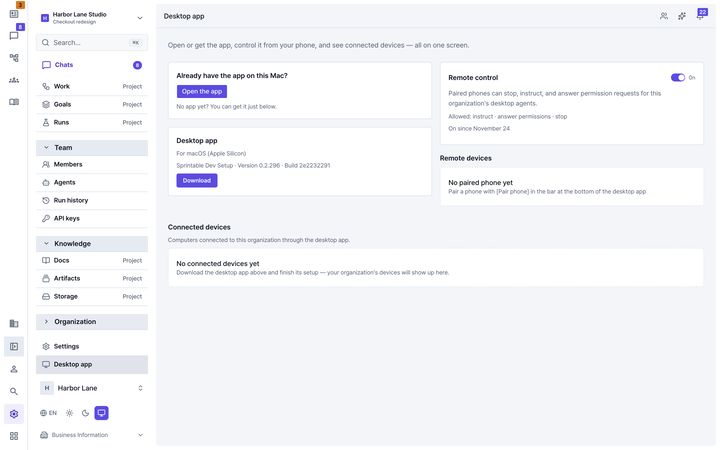 3
8
Harbor Lane Studio
Checkout redesign
Search...
⌘K
Chats
8
Work Project
Goals Project
Runs Project
Team
Members
Agents
Run history
API keys
Knowledge
Docs Project
Artifacts Project
Storage Project
Organization
Settings
Desktop app
H Harbor Lane
EN
Business Information
Desktop app
22
Open or get the app, control it from your phone, and see connected devices — all on one screen.
Already have the app on this Mac?
Open the app
No app yet? You can get it just below.
Desktop app
For macOS (Apple Silicon)
Sprintable Dev Setup · Version 0.2.296 · Build 2e2232291
Download
Remote control
On
Paired phones can stop, instruct, and answer permission requests for this
organization's desktop agents.
Allowed: instruct · answer permissions · stop
On since November 24
Remote devices
No paired phone yet
Pair a phone with [Pair phone] in the bar at the bottom of the desktop app
Connected devices
Computers connected to this organization through the desktop app.
No connected devices yet
Download the desktop app above and finish its setup — your organization's devices will show up here.